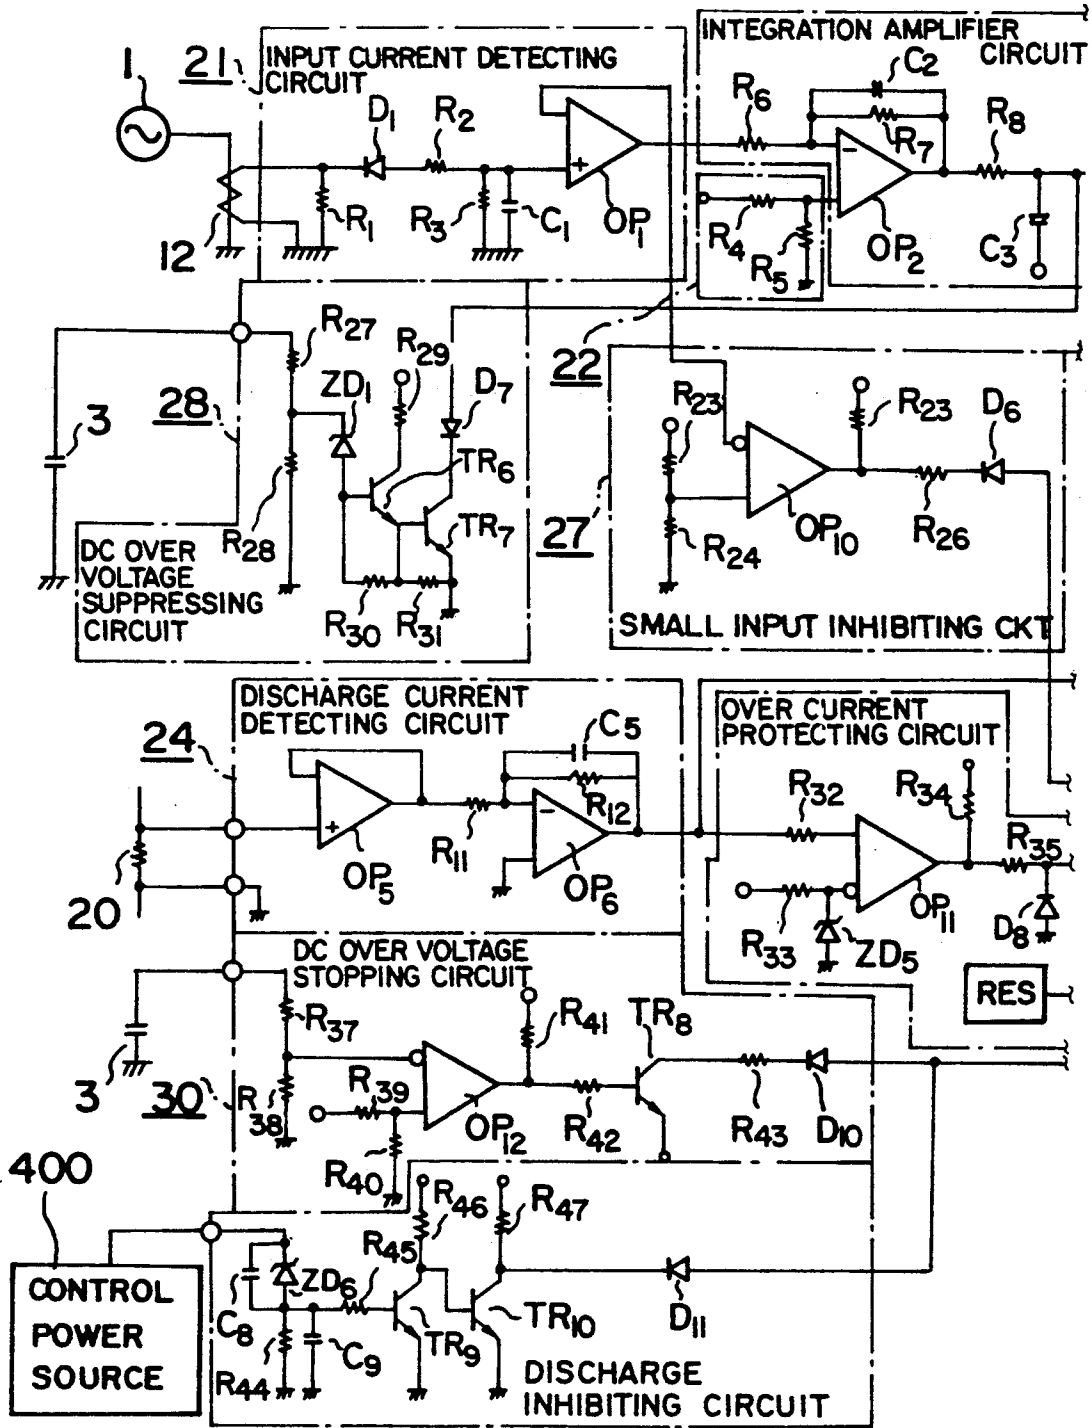 INTEGRATION AMPLIFIER
CIRCUIT
1
21
INPUT CURRENT DETECTING
CIRCUIT
C2
R6
D1
R2
R7
R8
12
R1
R3
C1
OP1
R4
R5
OP2
C3
R27
R29
22
3
28
ZD1
D7
R23
R23
D6
TR6
27
OP10
R26
R28
TR7
R24
DC OVER
VOLTAGE
SUPPRESSING
CIRCUIT
R30
R31
SMALL INPUT INHIBITING CKT
DISCHARGE CURRENT
DETECTING CIRCUIT
C5
OVER CURRENT
PROTECTING CIRCUIT
24
R12
R32
R34
R11
R35
20
OP5
OP6
OP11
R33
ZD5
D8
DC OVER VOLTAGE
STOPPING CIRCUIT
RES
R37
R41
TR8
3
30
R38
R39
OP12
R42
R43
D10
R40
400
R46
R47
R45
CONTROL
POWER
SOURCE
C8
ZD6
TR9
TR10
D11
R44
C9
DISCHARGE
INHIBITING CIRCUIT